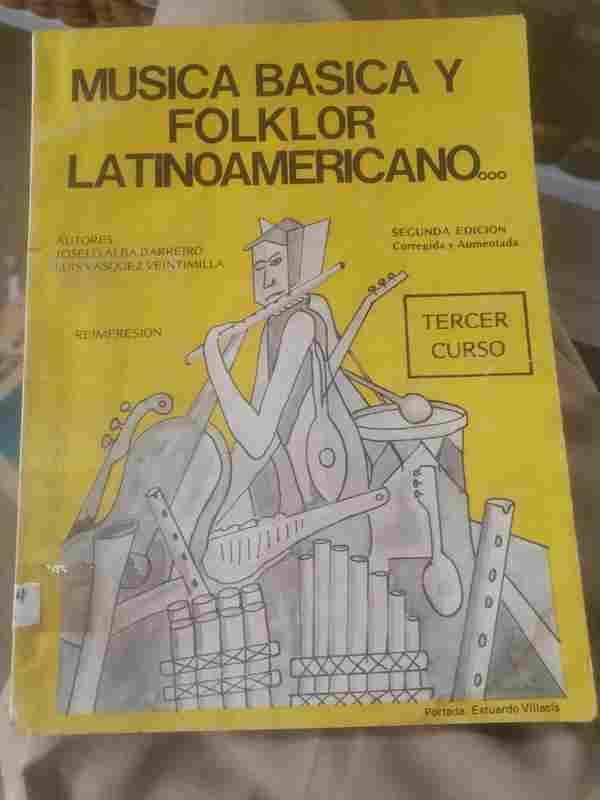 MUSICA BASICA Y
FOLKLOR
LATINOAMERICANO...
AUTORES
JOSELO ALBA BARREIRO
LUIS VASQUEZ VEINTIMILLA
REIMPRESION
SEGUNDA EDICION
Corregida y Aumentada
TERCER
CURSO
Portada: Estuardo Villacís